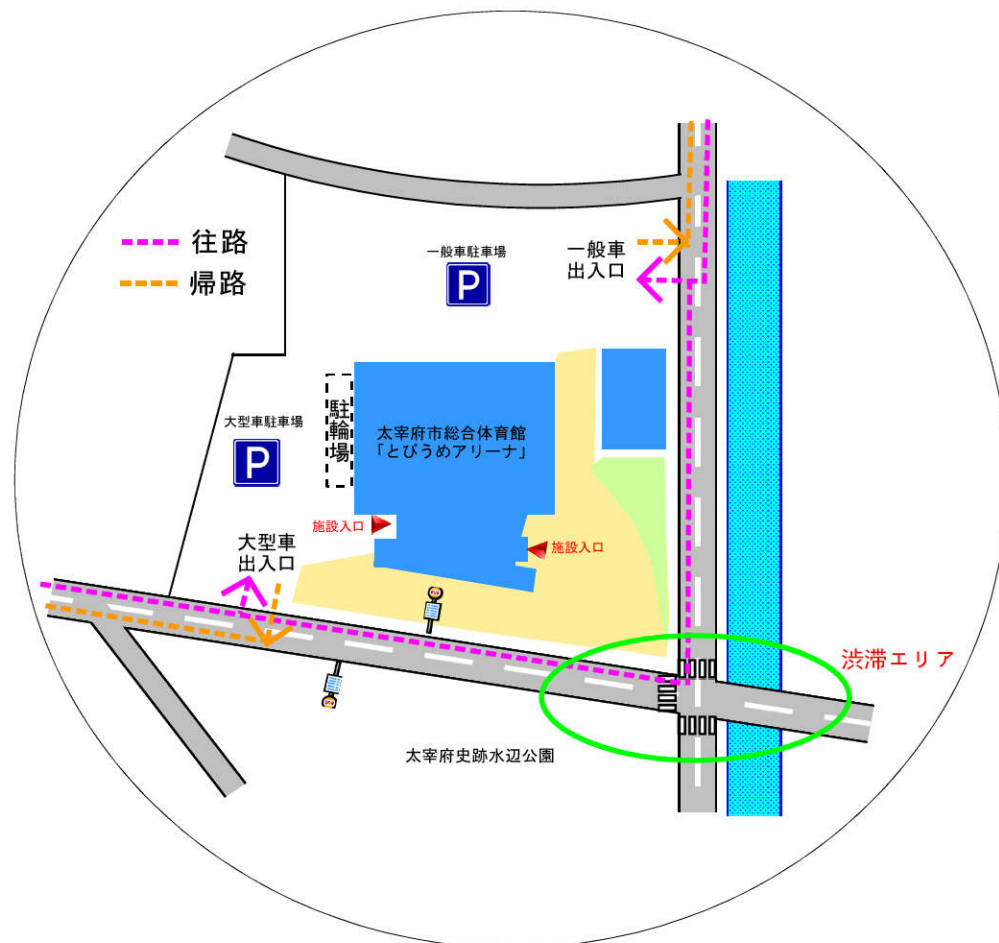 往路
帰路
一般車駐車場
P
一般車
出入口
大型車駐車場
P
駐輪場
太宰府市総合体育館
「とびうめアリーナ」
施設入口
施設入口
大型車
出入口
渋滞エリア
太宰府史跡水辺公園